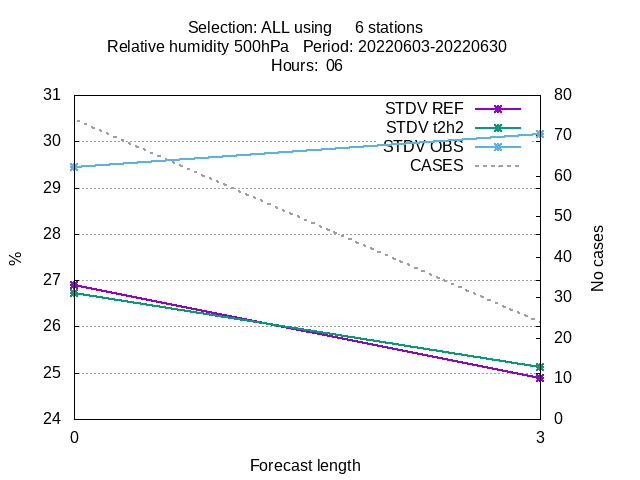 Selection: ALL using 6 stations
Relative humidity 500hPa Period: 20220603-20220630
Hours: 06
31
30
29
28
27
26
25
24
%
80
70
60
50
40
30
20
10
0
No cases
STDV REF
STDV t2h2
STDV OBS
CASES
0
3
Forecast length